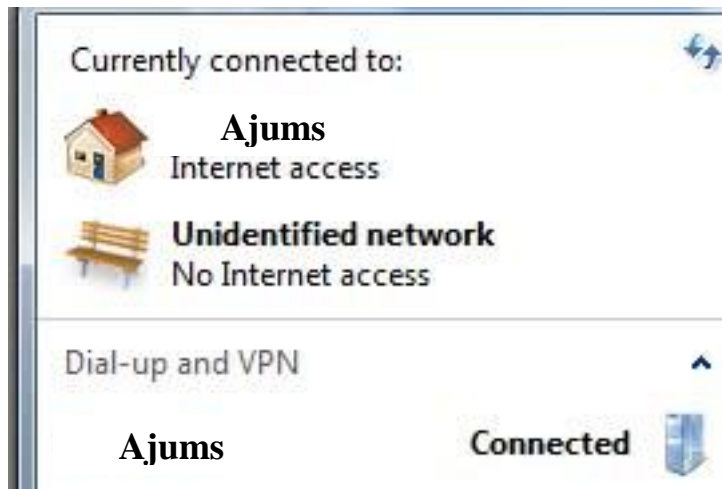 Currently connected to:
Ajums
Internet access
Unidentified network
No Internet access
Dial-up and VPN
Ajums Connected